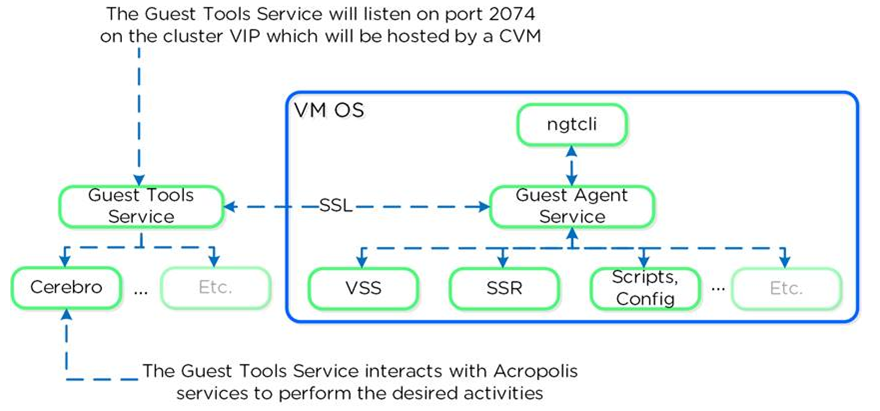 The Guest Tools Service will listen on port 2074
on the cluster VIP which will be hosted by a CVM
VM OS
ngtcli
Guest Tools
Service
SSL
Guest Agent
Service
Cerebro
...
Etc.
VSS
SSR
Scripts,
Config
...
Etc.
The Guest Tools Service interacts with Acropolis
services to perform the desired activities